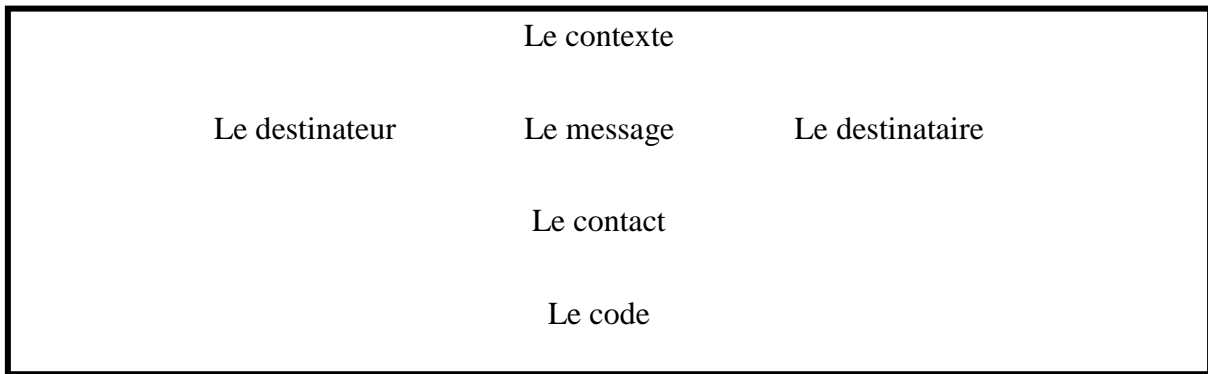 Le contexte
Le destinateur Le message Le destinataire
Le contact
Le code